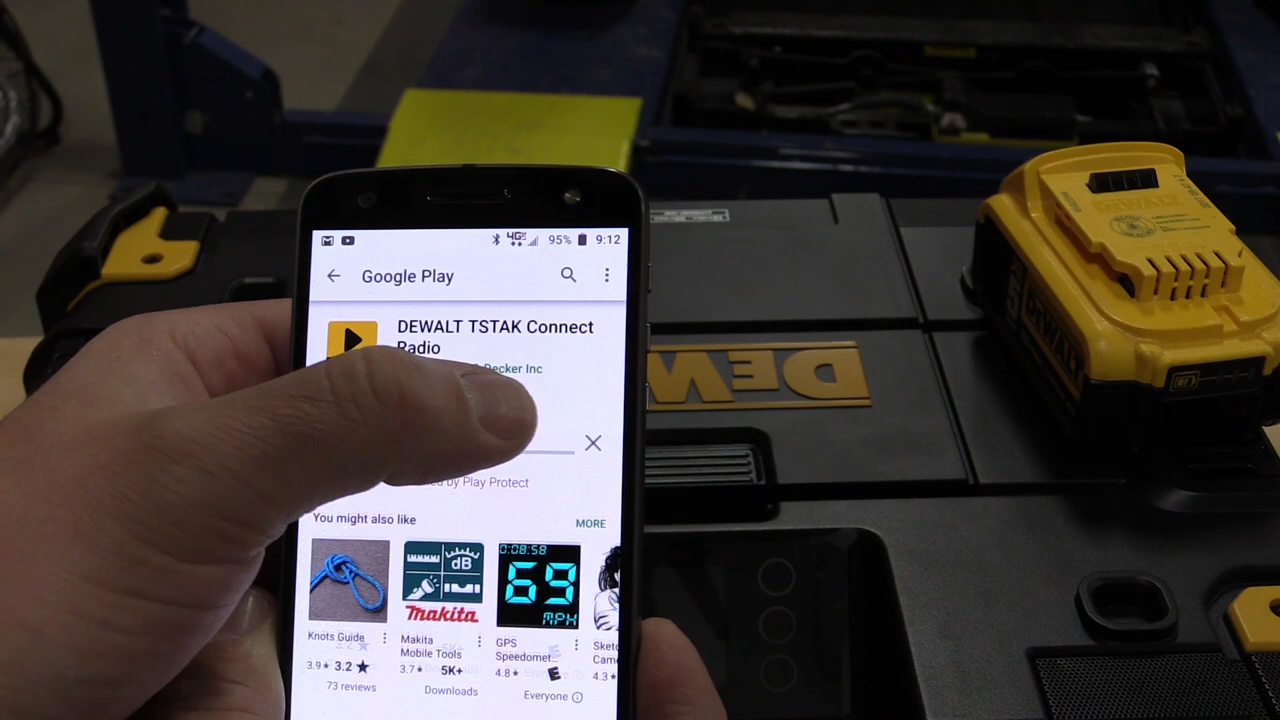 4G
95%
9:12
Google Play
DEWALT TSTAK Connect
Radio
Decker Inc
by Play Protect
You might also like
MORE
0:08:58
69
MPH
dB
makita
Knots Guide
Makita
Mobile Tools
GPS
Speedomet
3.9
3.2
73 reviews
3.7
5K+
Downloads
4.8
Everyone
4.3
DEWALT
DEW